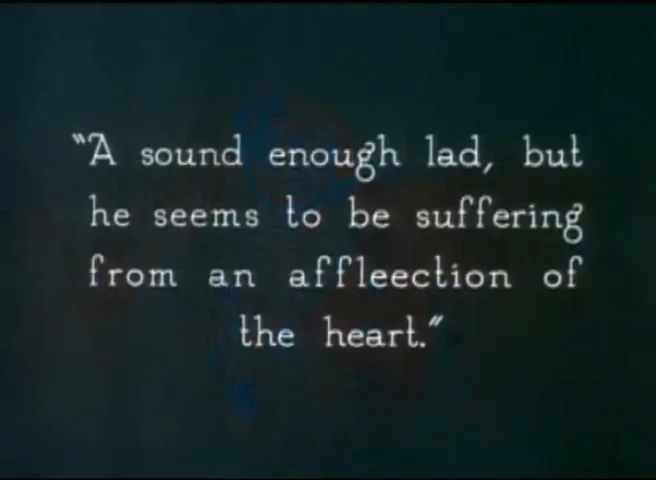 "A sound enough lad, but
he seems to be suffering
from an affleection of
the heart."